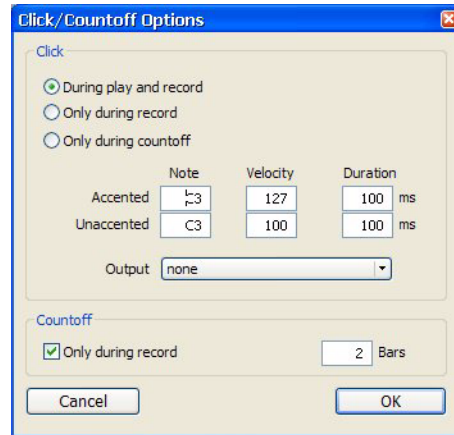 Click/Countoff Options
Click
During play and record
Only during record
Only during countoff
Note Velocity Duration
Accented 127 100 ms
Unaccented C3 100 100 ms
Output none
Countoff
Only during record 2 Bars
Cancel OK